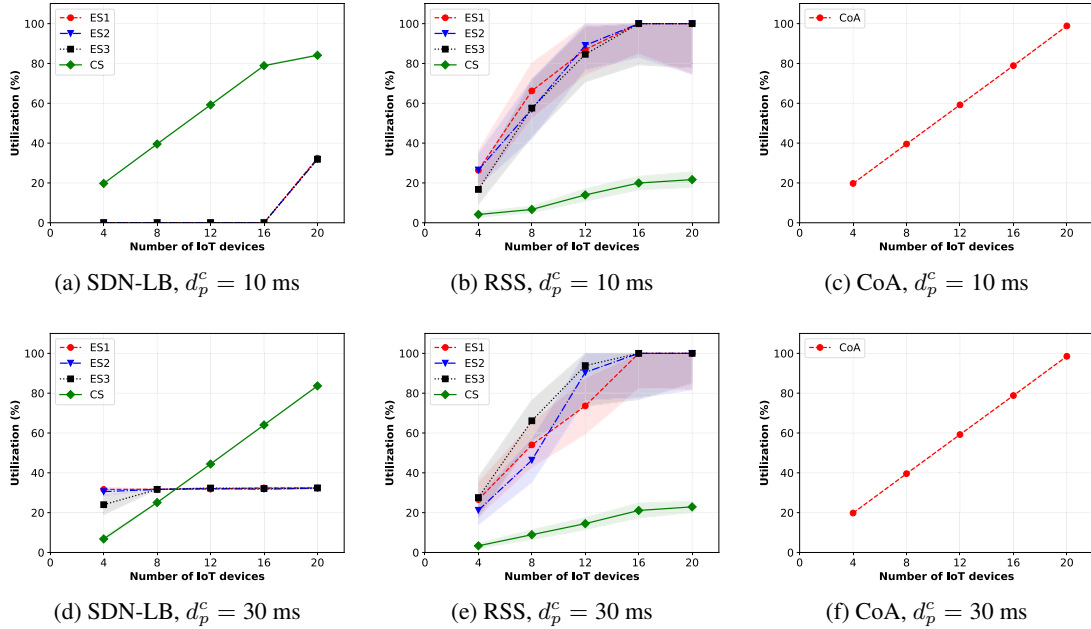 100
80
60
40
20
0
Utilization (%)
ES1
ES2
ES3
CS
0 4 8 12 16 20
Number of IoT devices
(a) SDN-LB, $d_p^c$ = 10 ms
100
80
60
40
20
0
Utilization (%)
ES1
ES2
ES3
CS
0 4 8 12 16 20
Number of IoT devices
(b) RSS, $d_p^c$ = 10 ms
100
80
60
40
20
0
Utilization (%)
CoA
0 4 8 12 16 20
Number of IoT devices
(c) CoA, $d_p^c$ = 10 ms
100
80
60
40
20
0
Utilization (%)
ES1
ES2
ES3
CS
0 4 8 12 16 20
Number of IoT devices
(d) SDN-LB, $d_p^c$ = 30 ms
100
80
60
40
20
0
Utilization (%)
ES1
ES2
ES3
CS
0 4 8 12 16 20
Number of IoT devices
(e) RSS, $d_p^c$ = 30 ms
100
80
60
40
20
0
Utilization (%)
CoA
0 4 8 12 16 20
Number of IoT devices
(f) CoA, $d_p^c$ = 30 ms